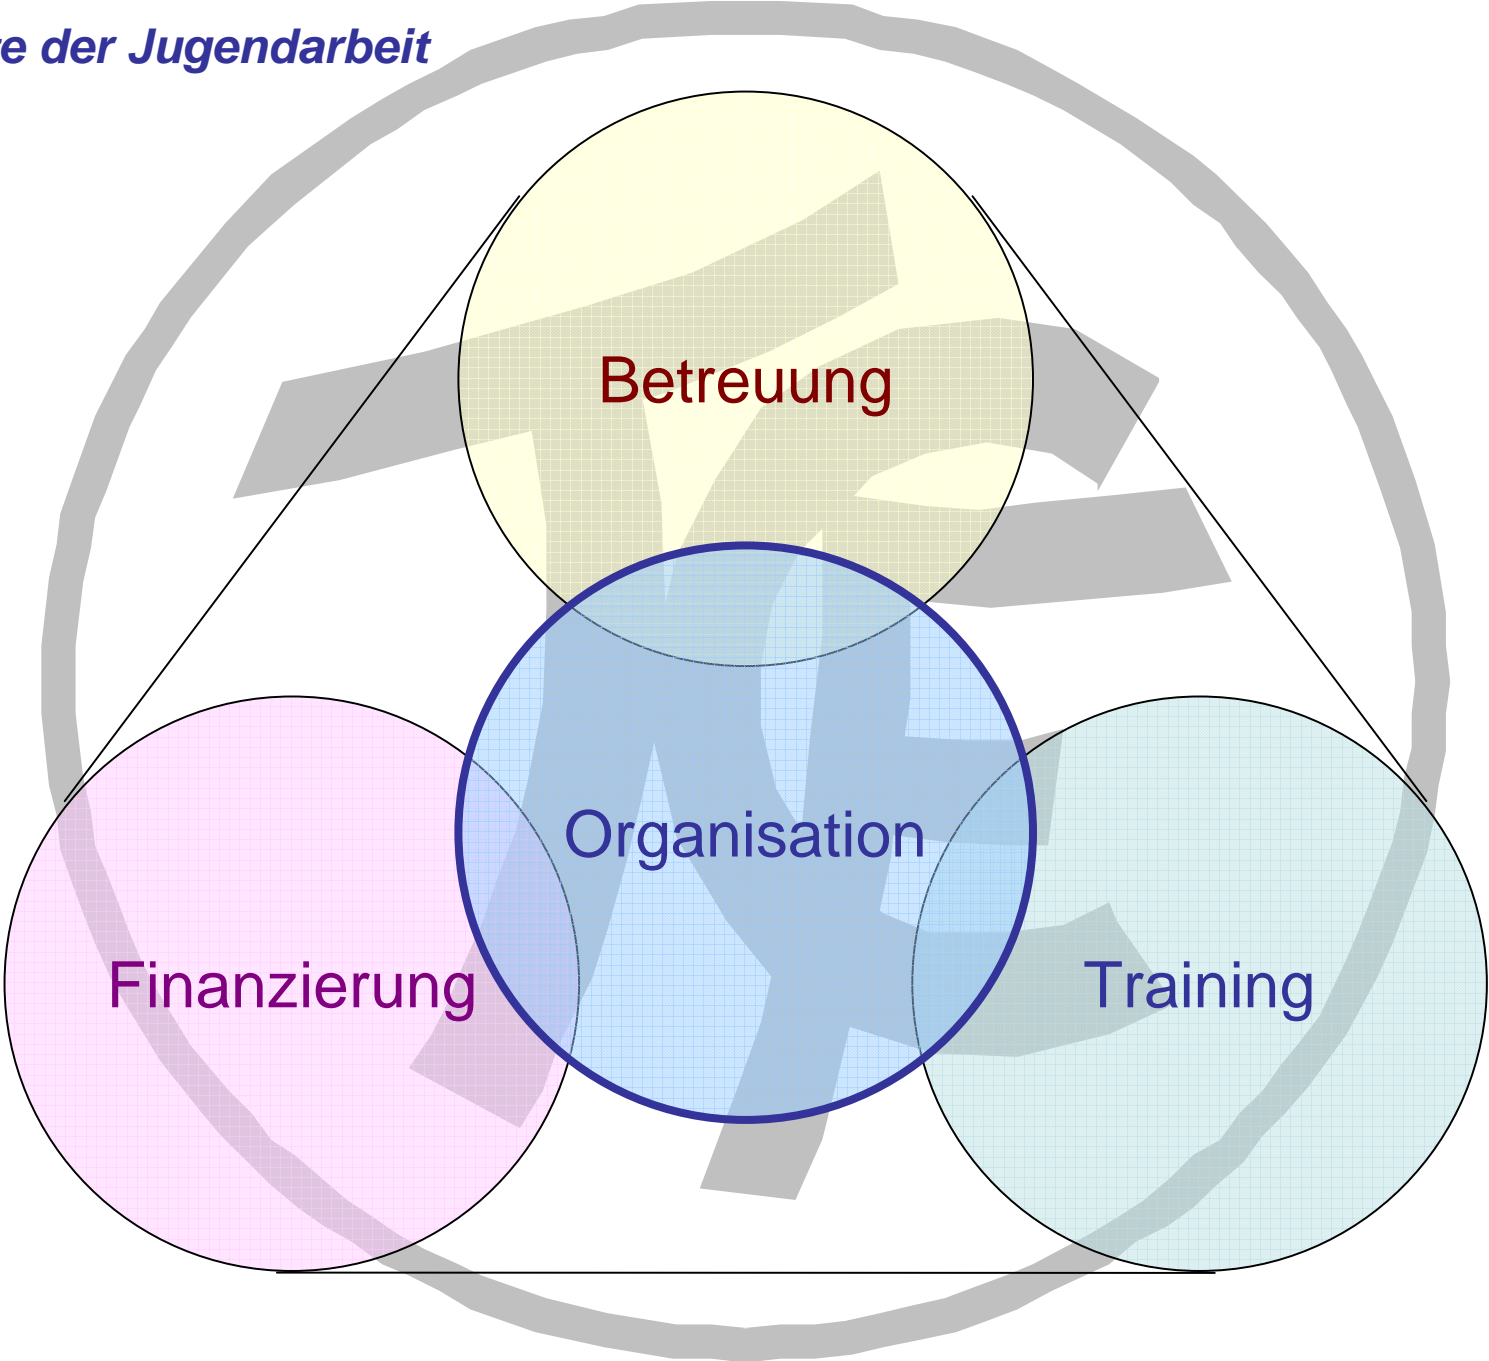 der Jugendarbeit
Betreuung
Organisation
Finanzierung
Training